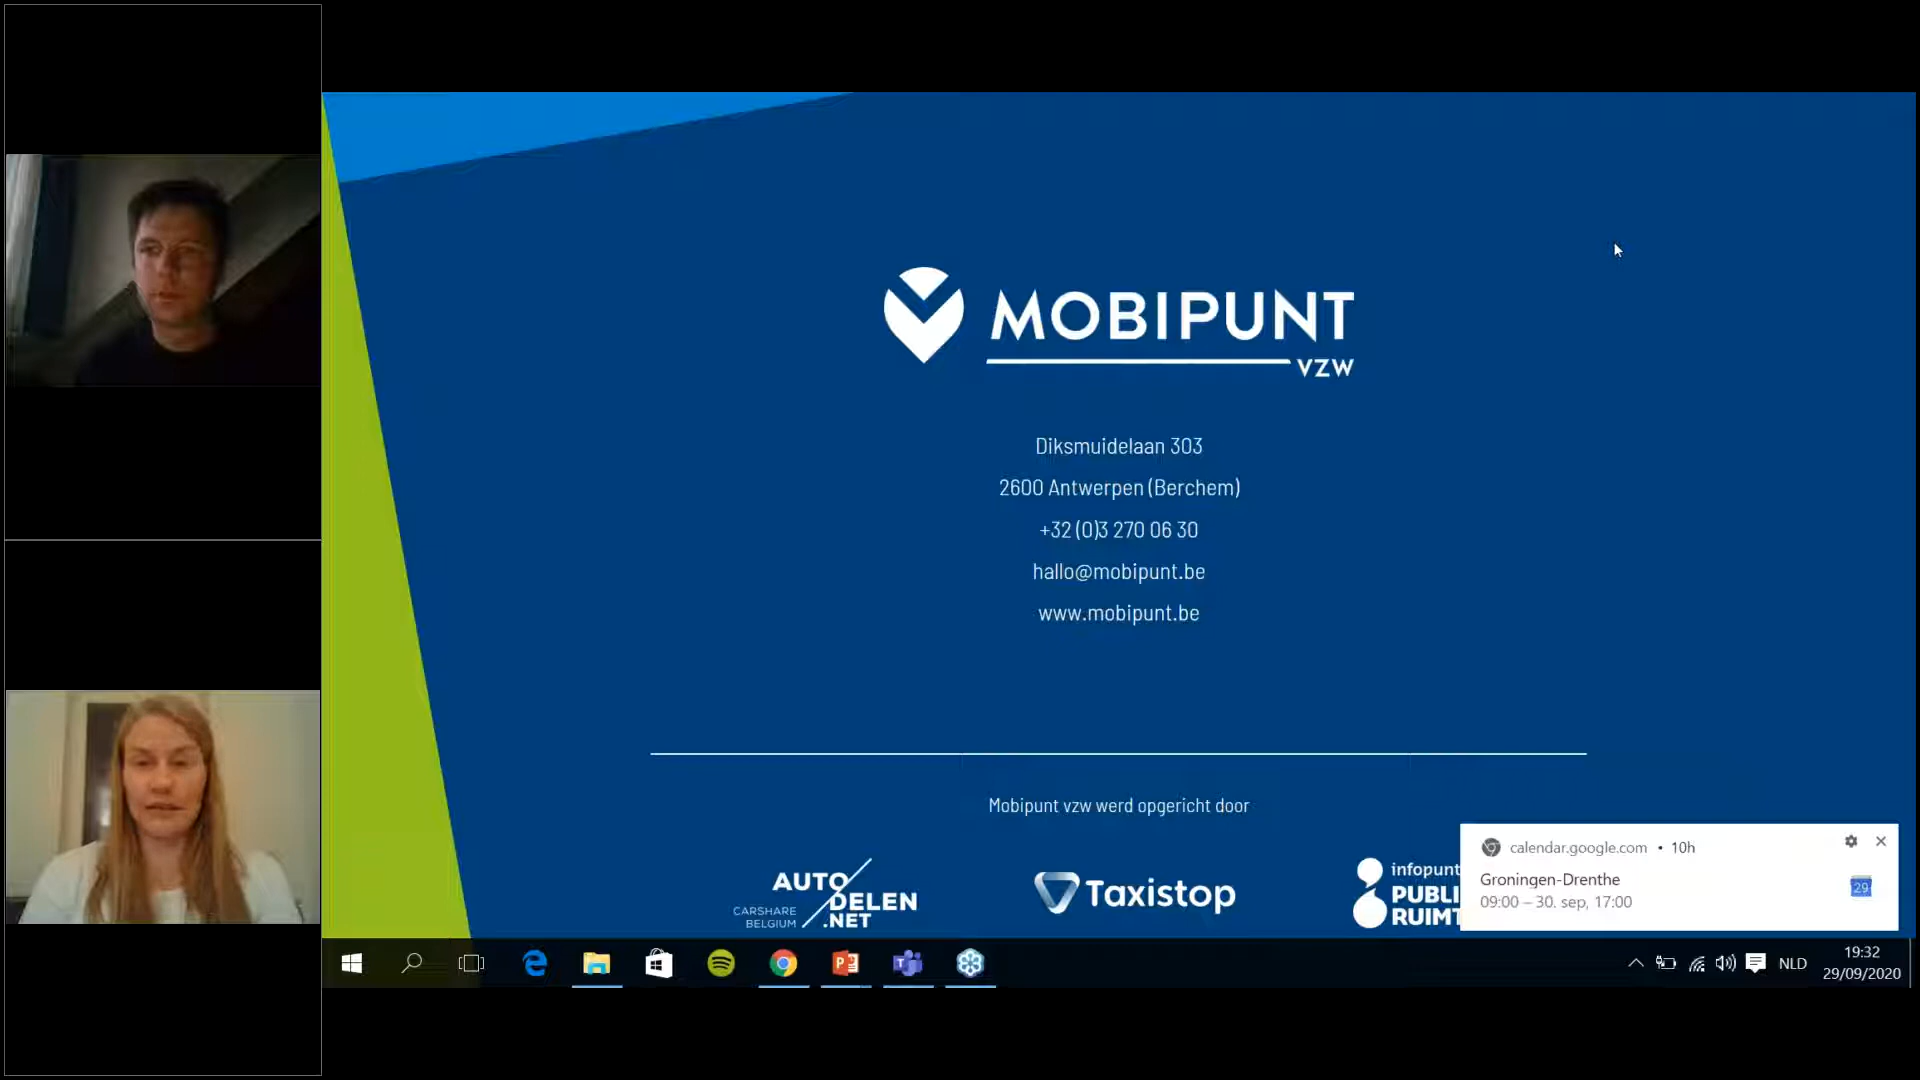 MOBIPUNT
VZW
Diksmuidelaan 303
2600 Antwerpen (Berchem)
+32 (0)3 270 06 30
hallo@mobipunt.be
www.mobipunt.be
Mobipunt vzw werd opgericht door
AUTO
DELEN
.NET
CARSHARE
BELGIUM
Taxistop
infopunt
PUBLI
RUIMT
calendar.google.com • 10h
Groningen-Drenthe
09:00 – 30. sep, 17:00
29
NLD
19:32
29/09/2020